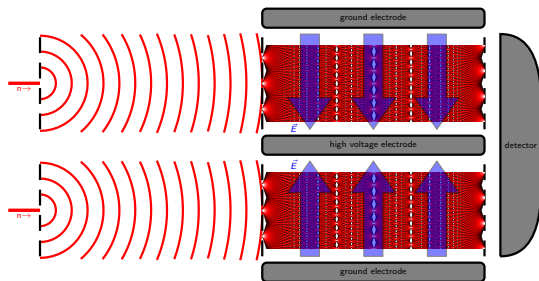 ground electrode
n→
E
high voltage electrode
detector
E
n→
ground electrode